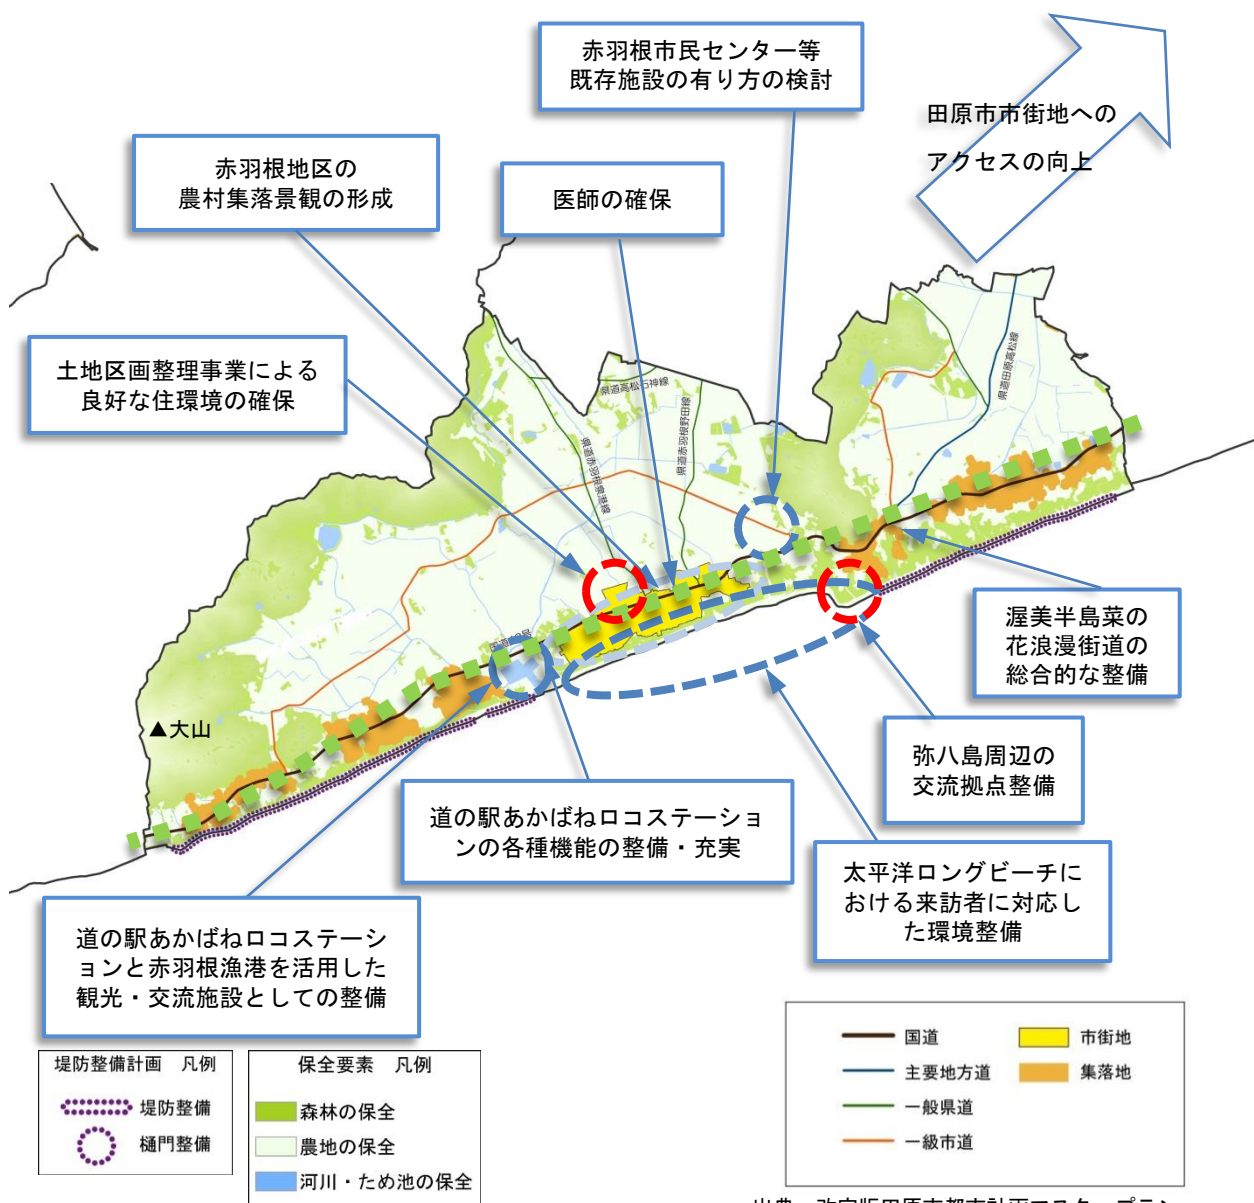 赤羽根市民センター等
既存施設の有り方の検討
田原市市街地への
アクセスの向上
赤羽根地区の
農村集落景観の形成
医師の確保
土地区画整理事業による
良好な住環境の確保
県道高松石神線
県道赤羽根泉港線
県道赤羽根野田線
県道田原高松線
▲大山
渥美半島菜の
花浪漫街道の
総合的な整備
弥八島周辺の
交流拠点整備
道の駅あかばねロコステーショ
ンの各種機能の整備・充実
太平洋ロングビーチに
おける来訪者に対応し
た環境整備
道の駅あかばねロコステーシ
ョンと赤羽根漁港を活用した
観光・交流施設としての整備
堤防整備計画　凡例
堤防整備
樋門整備
保全要素　凡例
森林の保全
農地の保全
河川・ため池の保全
国道
主要地方道
一般県道
一級市道
市街地
集落地